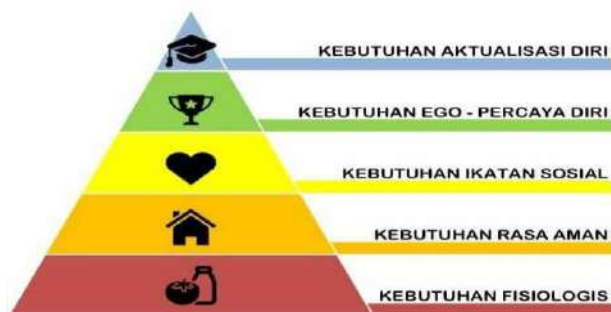 KEBUTUHAN AKTUALISASI DIRI
KEBUTUHAN EGO - PERCAYA DIRI
KEBUTUHAN IKATAN SOSIAL
KEBUTUHAN RASA AMAN
KEBUTUHAN FISIOLOGIS